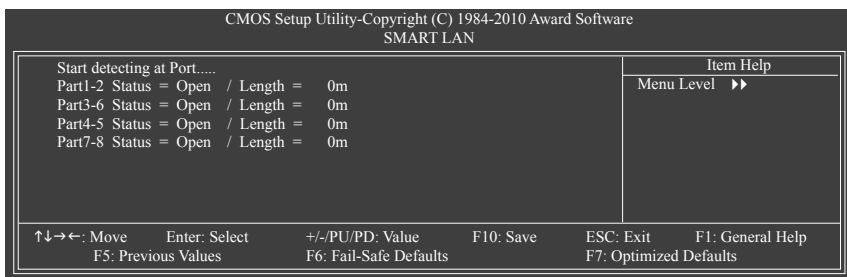 CMOS Setup Utility-Copyright (C) 1984-2010 Award Software
SMART LAN
Start detecting at Port.....
Part1-2 Status = Open / Length = 0m
Part3-6 Status = Open / Length = 0m
Part4-5 Status = Open / Length = 0m
Part7-8 Status = Open / Length = 0m
Item Help
Menu Level ▶▶
↑↓→←: Move Enter: Select +/-/PU/PD: Value F10: Save ESC: Exit F1: General Help
F5: Previous Values F6: Fail-Safe Defaults F7: Optimized Defaults